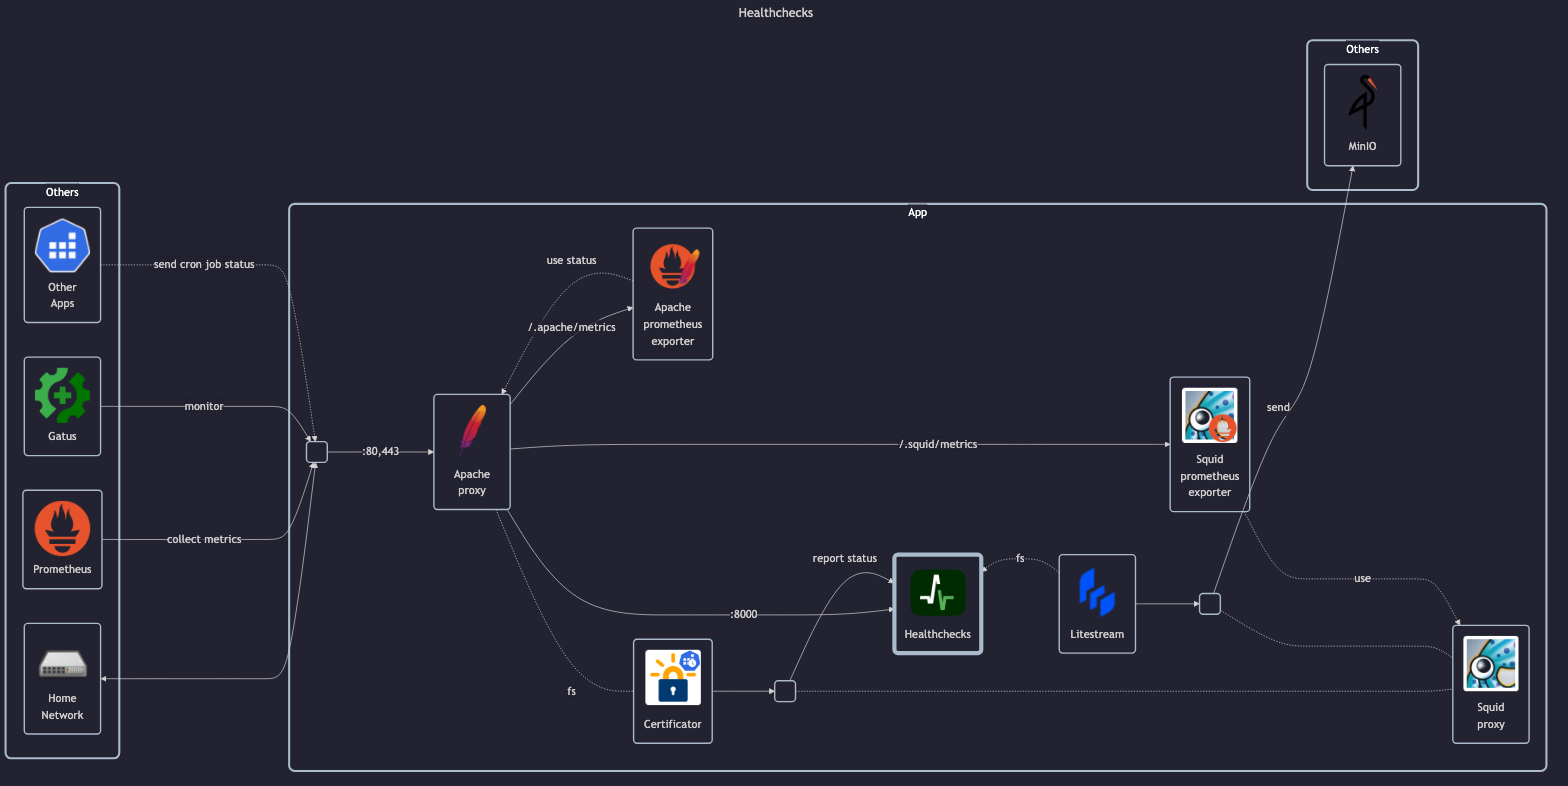 Healthchecks
Others
MinIO
Others
Other
Apps
Gatus
Prometheus
Home
Network
send cron job status
monitor
collect metrics
App
:80,443
Apache
proxy
use status
/.apache/metrics
Apache
prometheus
exporter
/.squid/metrics
Squid
prometheus
exporter
send
use
report status
:8000
fs
Certificator
Healthchecks
fs
Litestream
Squid
proxy